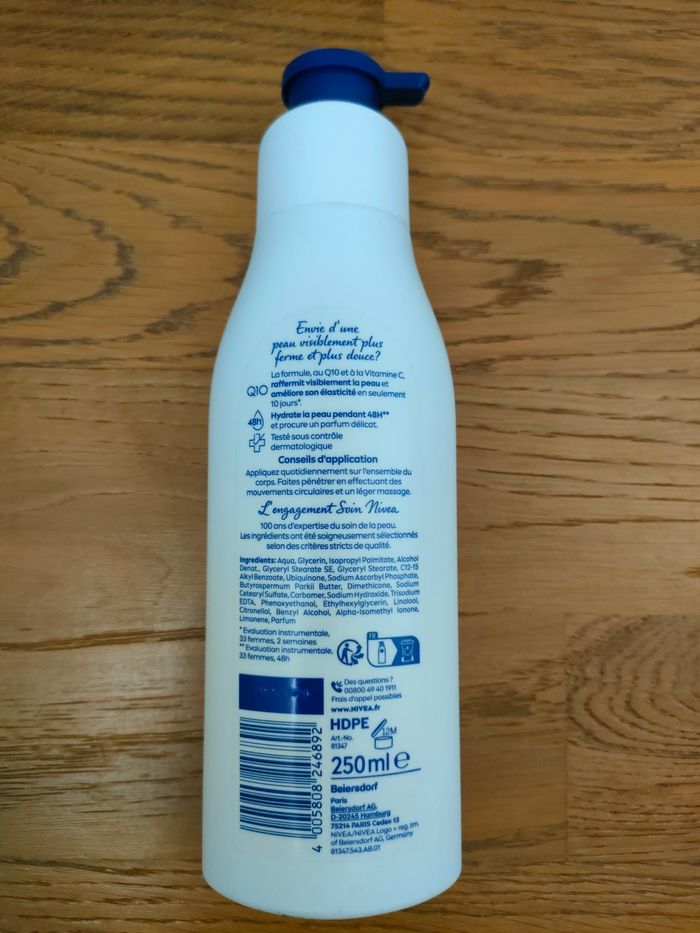 Envie d'une
peau visiblement plus
ferme et plus douce?
La formule, au Q10 et à la Vitamine C,
raffermit visiblement la peau et
améliore son élasticité en seulement
10 jours*.
Q10
Hydrate la peau pendant 48H**
et procure un parfum délicat.
48h
Testé sous contrôle
dermatologique
Conseils d'application
Appliquez quotidiennement sur l'ensemble du
corps. Faites pénétrer en effectuant des
mouvements circulaires et un léger massage.
L'engagement Soin Nivea
100 ans d'expertise du soin de la peau.
Les ingrédients ont été soigneusement sélectionnés
selon des critères stricts de qualité.
Ingredients: Aqua, Glycerin, Isopropyl Palmitate, Alcohol
Denat., Glyceryl Stearate SE, Glyceryl Stearate, C12-15
Alkyl Benzoate, Ubiquinone, Sodium Ascorbyl Phosphate,
Butyrospermum Parkii Butter, Dimethicone, Sodium
Cetearyl Sulfate, Carbomer, Sodium Hydroxide, Trisodium
EDTA, Phenoxyethanol, Ethylhexylglycerin, Linalool,
Citronellol, Benzyl Alcohol, Alpha-Isomethyl Ionone,
Limonene, Parfum
* Evaluation instrumentale,
33 femmes, 2 semaines
** Evaluation instrumentale,
33 femmes, 48h
FR
Des questions ?
00800 49 40 1911
Frais d'appel possibles
www.NIVEA.fr
HDPE
12M
Art.-No.
81347
250 ml e
Beiersdorf
Paris
Beiersdorf AG,
D-20245 Hamburg
75214 PARIS Cedex 13
NIVEA/NIVEA Logo = reg. tm.
of Beiersdorf AG, Germany
81347.543.AB.01
4 005808 246892